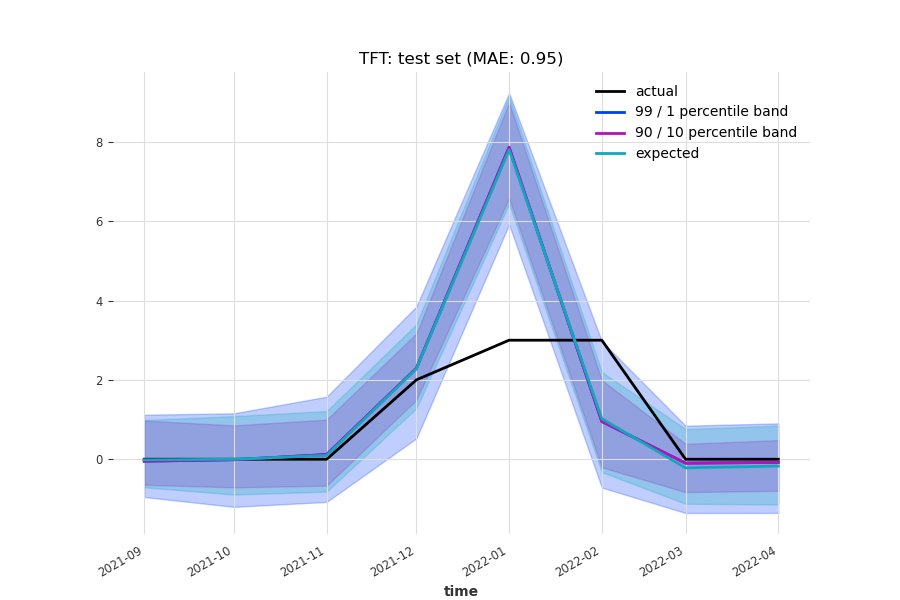 TFT: test set (MAE: 0.95)
actual
99 / 1 percentile band
90 / 10 percentile band
expected
8
6
4
2
0
2021-09
2021-10
2021-11
2021-12
2022-01
2022-02
2022-03
2022-04
time